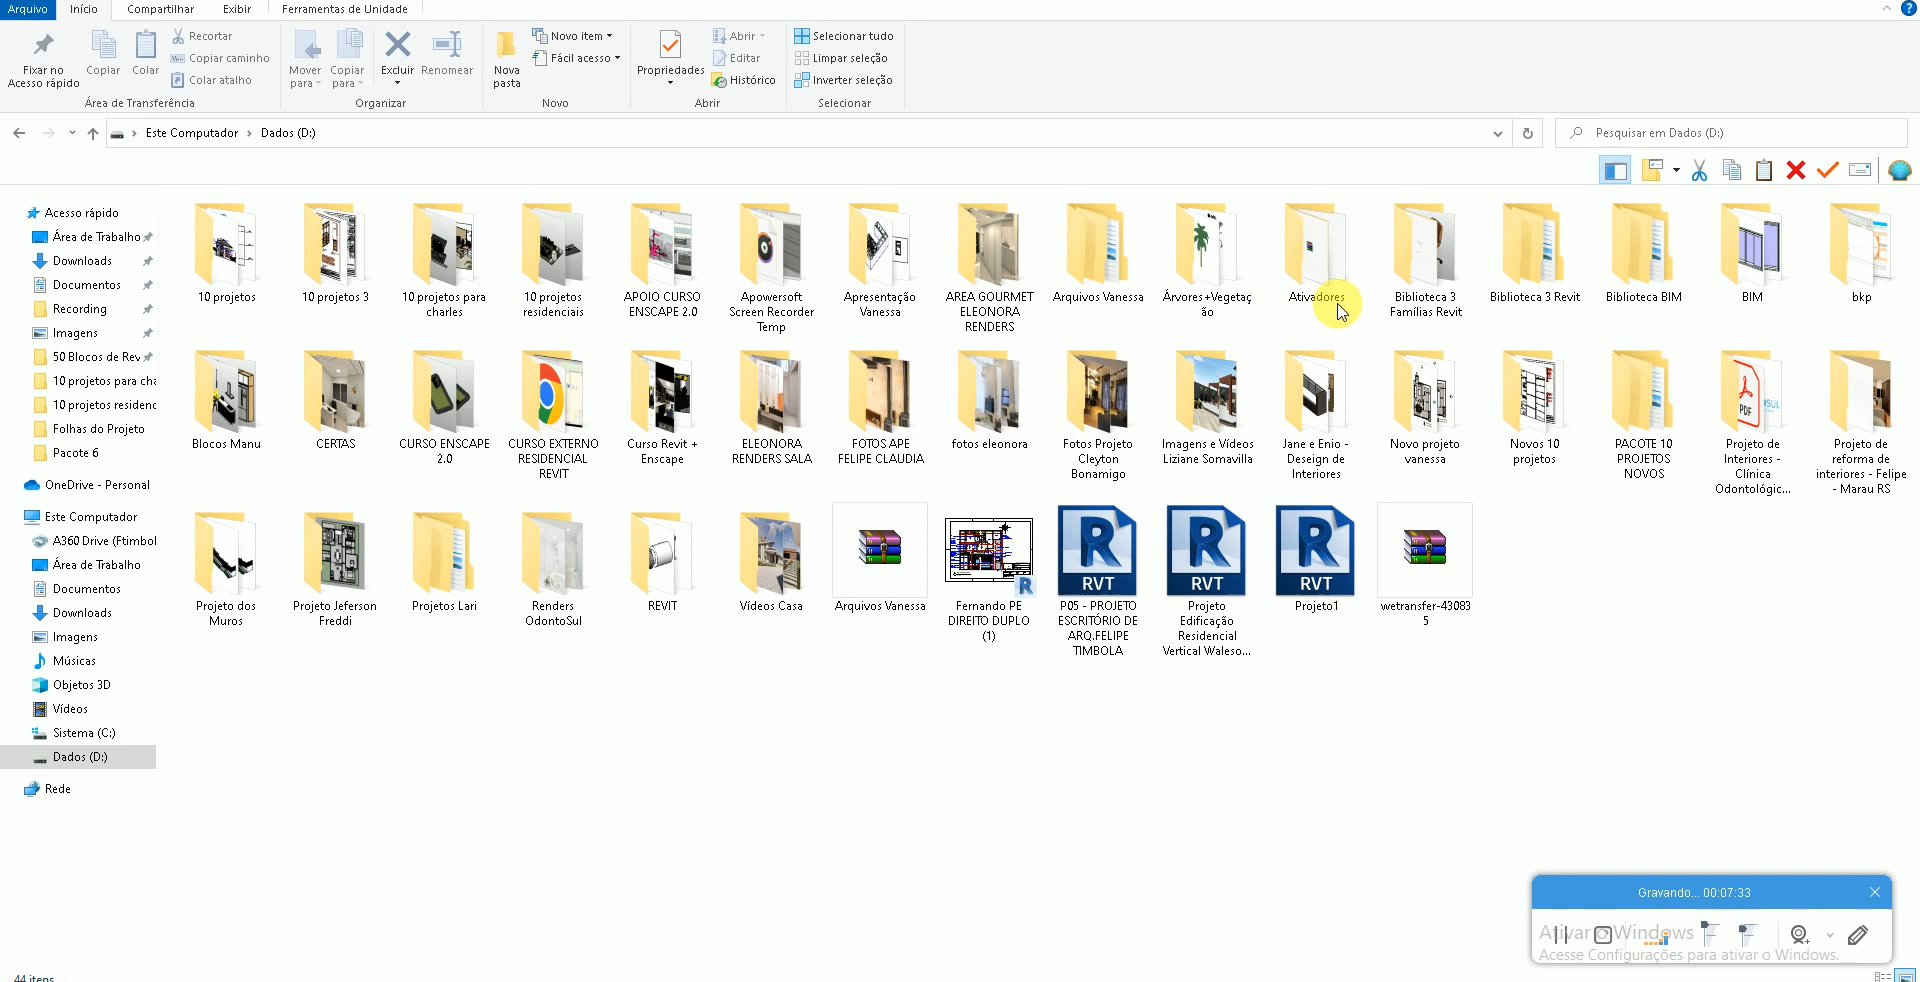 Arquivo Início Compartilhar Exibir Ferramentas de Unidade
Fixar no
Acesso rápido
Copiar
Colar
Recortar
Copiar caminho
Colar atalho
Área de Transferência
Mover
para
Copiar
para
Excluir
Renomear
Organizar
Nova
pasta
Novo item
Fácil acesso
Novo
Propriedades
Abrir
Editar
Histórico
Abrir
Selecionar tudo
Limpar seleção
Inverter seleção
Selecionar
Este Computador > Dados (D:)
Pesquisar em Dados (D:)
Acesso rápido
Área de Trabalho
Downloads
Documentos
Recording
Imagens
50 Blocos de Rev
10 projetos para cha
10 projetos residenc
Folhas do Projeto
Pacote 6
OneDrive - Personal
Este Computador
A360 Drive (Ftimbol
Área de Trabalho
Documentos
Downloads
Imagens
Músicas
Objetos 3D
Vídeos
Sistema (C:)
Dados (D:)
Rede
10 projetos
10 projetos 3
10 projetos para
charles
10 projetos
residenciais
APOIO CURSO
ENSCAPE 2.0
Apowersoft
Screen Recorder
Temp
Apresentação
Vanessa
AREA GOURMET
ELEONORA
RENDERS
Arquivos Vanessa
Árvores+Vegetaç
ão
Ativadores
Biblioteca 3
Famílias Revit
Biblioteca 3 Revit
Biblioteca BIM
BIM
bkp
Blocos Manu
CERTAS
CURSO ENSCAPE
2.0
CURSO EXTERNO
RESIDENCIAL
REVIT
Curso Revit +
Enscape
ELEONORA
RENDERS SALA
FOTOS APE
FELIPE CLAUDIA
fotos eleonora
Fotos Projeto
Cleyton
Bonamigo
Imagens e Vídeos
Liziane Somavilla
Jane e Enio -
Deseign de
Interiores
Novo projeto
vanessa
Novos 10
projetos
PACOTE 10
PROJETOS
NOVOS
PDF
Projeto de
Interiores -
Clínica
Odontológic...
Projeto de
reforma de
interiores - Felipe
- Marau RS
Projeto dos
Muros
Projeto Jeferson
Freddi
Projetos Lari
Renders
OdontoSul
REVIT
Vídeos Casa
Arquivos Vanessa
R
Fernando PE
DIREITO DUPLO
(1)
R
RVT
P05 - PROJETO
ESCRITÓRIO DE
ARQ.FELIPE
TIMBOLA
R
RVT
Projeto
Edificação
Residencial
Vertical Waleso...
R
RVT
Projeto1
wetransfer-43083
5
Gravando... 00:07:33
Ativar o Windows
Acesse Configurações para ativar o Windows.
44 itens